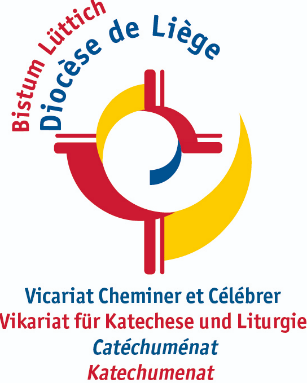 Bistum Lüttich
Diocèse de Liège
Vicariat Cheminer et Célébrer
Vikariat für Katechese und Liturgie
Catéchuménat
Katechumenat